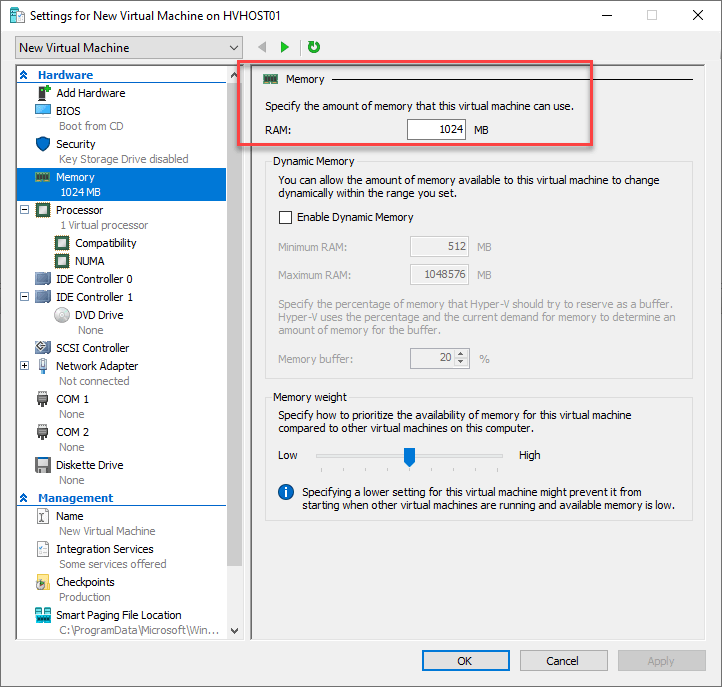 Settings for New Virtual Machine on HVHOST01
New Virtual Machine
Hardware
Add Hardware
BIOS
Boot from CD
Security
Key Storage Drive disabled
Memory
1024 MB
Processor
1 Virtual processor
Compatibility
NUMA
IDE Controller 0
IDE Controller 1
DVD Drive
None
SCSI Controller
Network Adapter
Not connected
COM 1
None
COM 2
None
Diskette Drive
None
Management
Name
New Virtual Machine
Integration Services
Some services offered
Checkpoints
Production
Smart Paging File Location
C:\ProgramData\Microsoft\Win...
Memory
Specify the amount of memory that this virtual machine can use.
RAM: 1024 MB
Dynamic Memory
You can allow the amount of memory available to this virtual machine to change
dynamically within the range you set.
Enable Dynamic Memory
Minimum RAM: 512 MB
Maximum RAM: 1048576 MB
Specify the percentage of memory that Hyper-V should try to reserve as a buffer.
Hyper-V uses the percentage and the current demand for memory to determine an
amount of memory for the buffer.
Memory buffer: 20 %
Memory weight
Specify how to prioritize the availability of memory for this virtual machine
compared to other virtual machines on this computer.
Low High
Specifying a lower setting for this virtual machine might prevent it from
starting when other virtual machines are running and available memory is low.
OK Cancel Apply